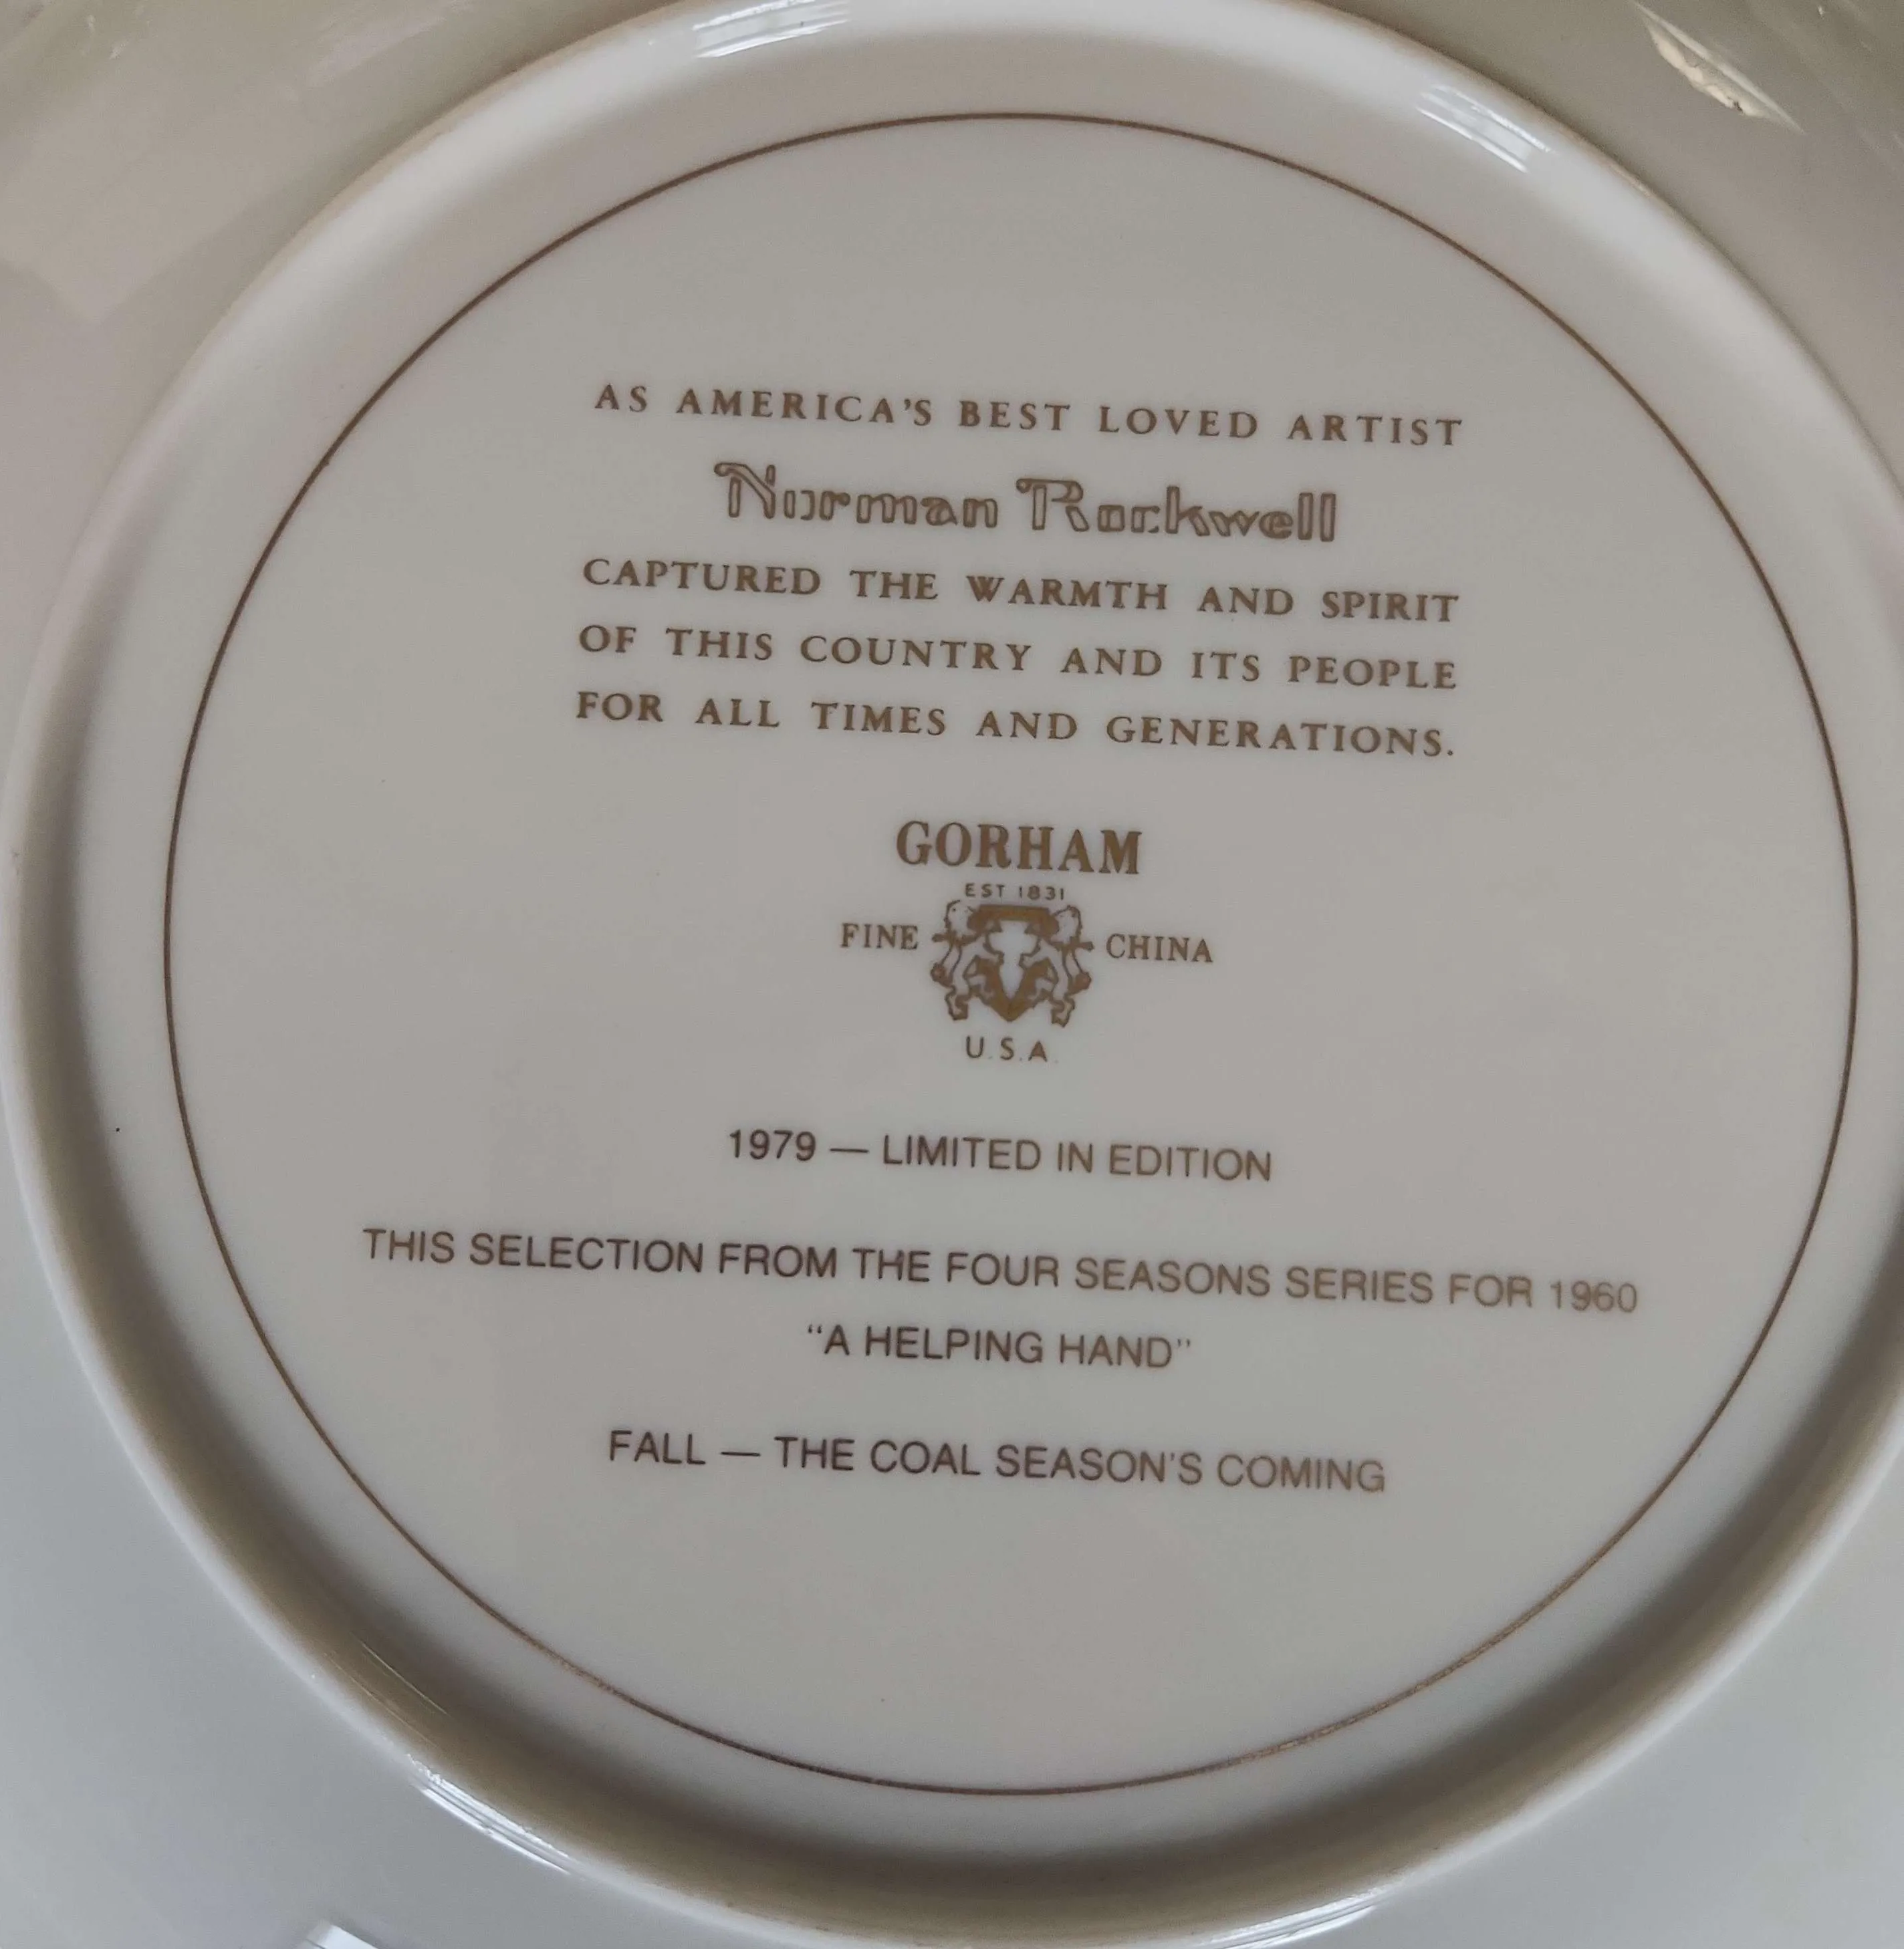 AS AMERICA'S BEST LOVED ARTIST
Norman Rockwell
CAPTURED THE WARMTH AND SPIRIT
OF THIS COUNTRY AND ITS PEOPLE
FOR ALL TIMES AND GENERATIONS.
GORHAM
EST 1831
FINE CHINA
U.S.A.
1979 — LIMITED IN EDITION
THIS SELECTION FROM THE FOUR SEASONS SERIES FOR 1960
“A HELPING HAND”
FALL — THE COAL SEASON'S COMING